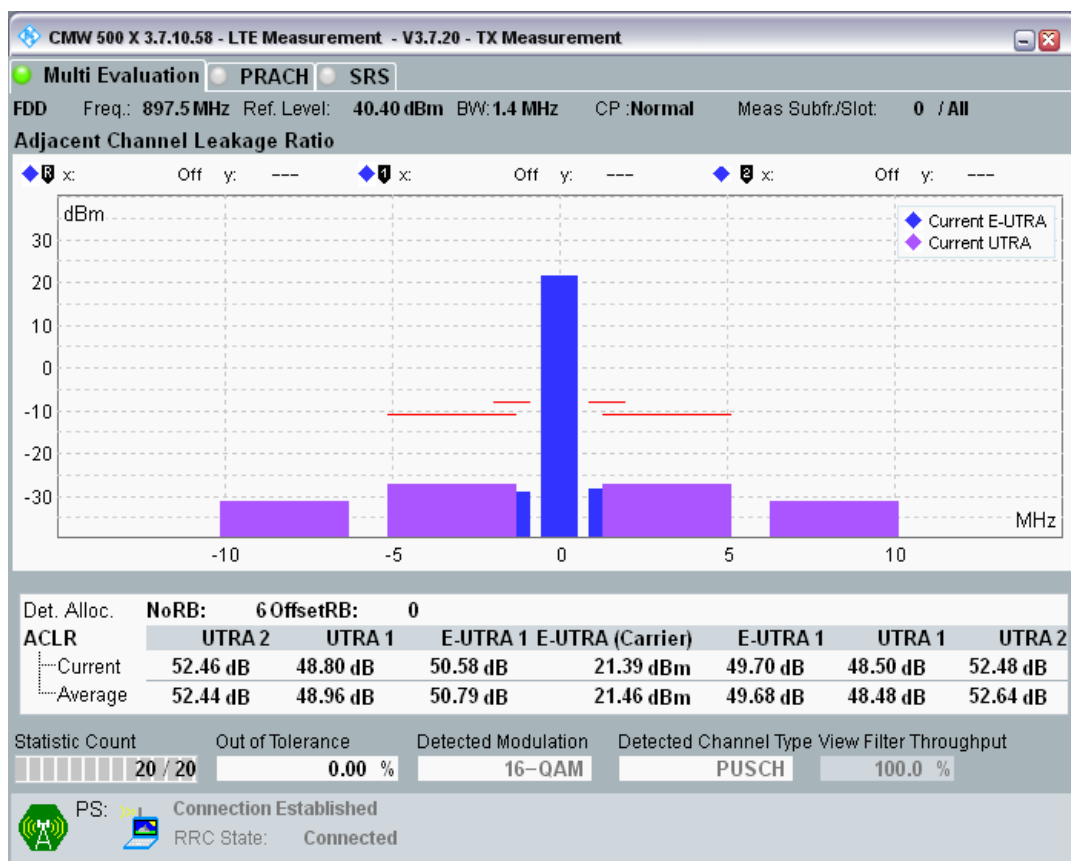 CMW 500 X 3.7.10.58 - LTE Measurement - V3.7.20 - TX Measurement
Multi Evaluation PRACH SRS
FDD Freq.: 897.5 MHz Ref. Level: 40.40 dBm BW: 1.4 MHz CP :Normal Meas Subfr./Slot: 0 / All
Adjacent Channel Leakage Ratio
R x: Off y: --- 1 x: Off y: --- 2 x: Off y: ---
dBm
Current E-UTRA
Current UTRA
30
20
10
0
-10
-20
-30
MHz
-10 -5 0 5 10
Det. Alloc. NoRB: 6 OffsetRB: 0
ACLR UTRA 2 UTRA 1 E-UTRA 1 E-UTRA (Carrier) E-UTRA 1 UTRA 1 UTRA 2
Current 52.46 dB 48.80 dB 50.58 dB 21.39 dBm 49.70 dB 48.50 dB 52.48 dB
Average 52.44 dB 48.96 dB 50.79 dB 21.46 dBm 49.68 dB 48.48 dB 52.64 dB
Statistic Count Out of Tolerance Detected Modulation Detected Channel Type View Filter Throughput
20 / 20 0.00 % 16-QAM PUSCH 100.0 %
PS: Connection Established
RRC State: Connected